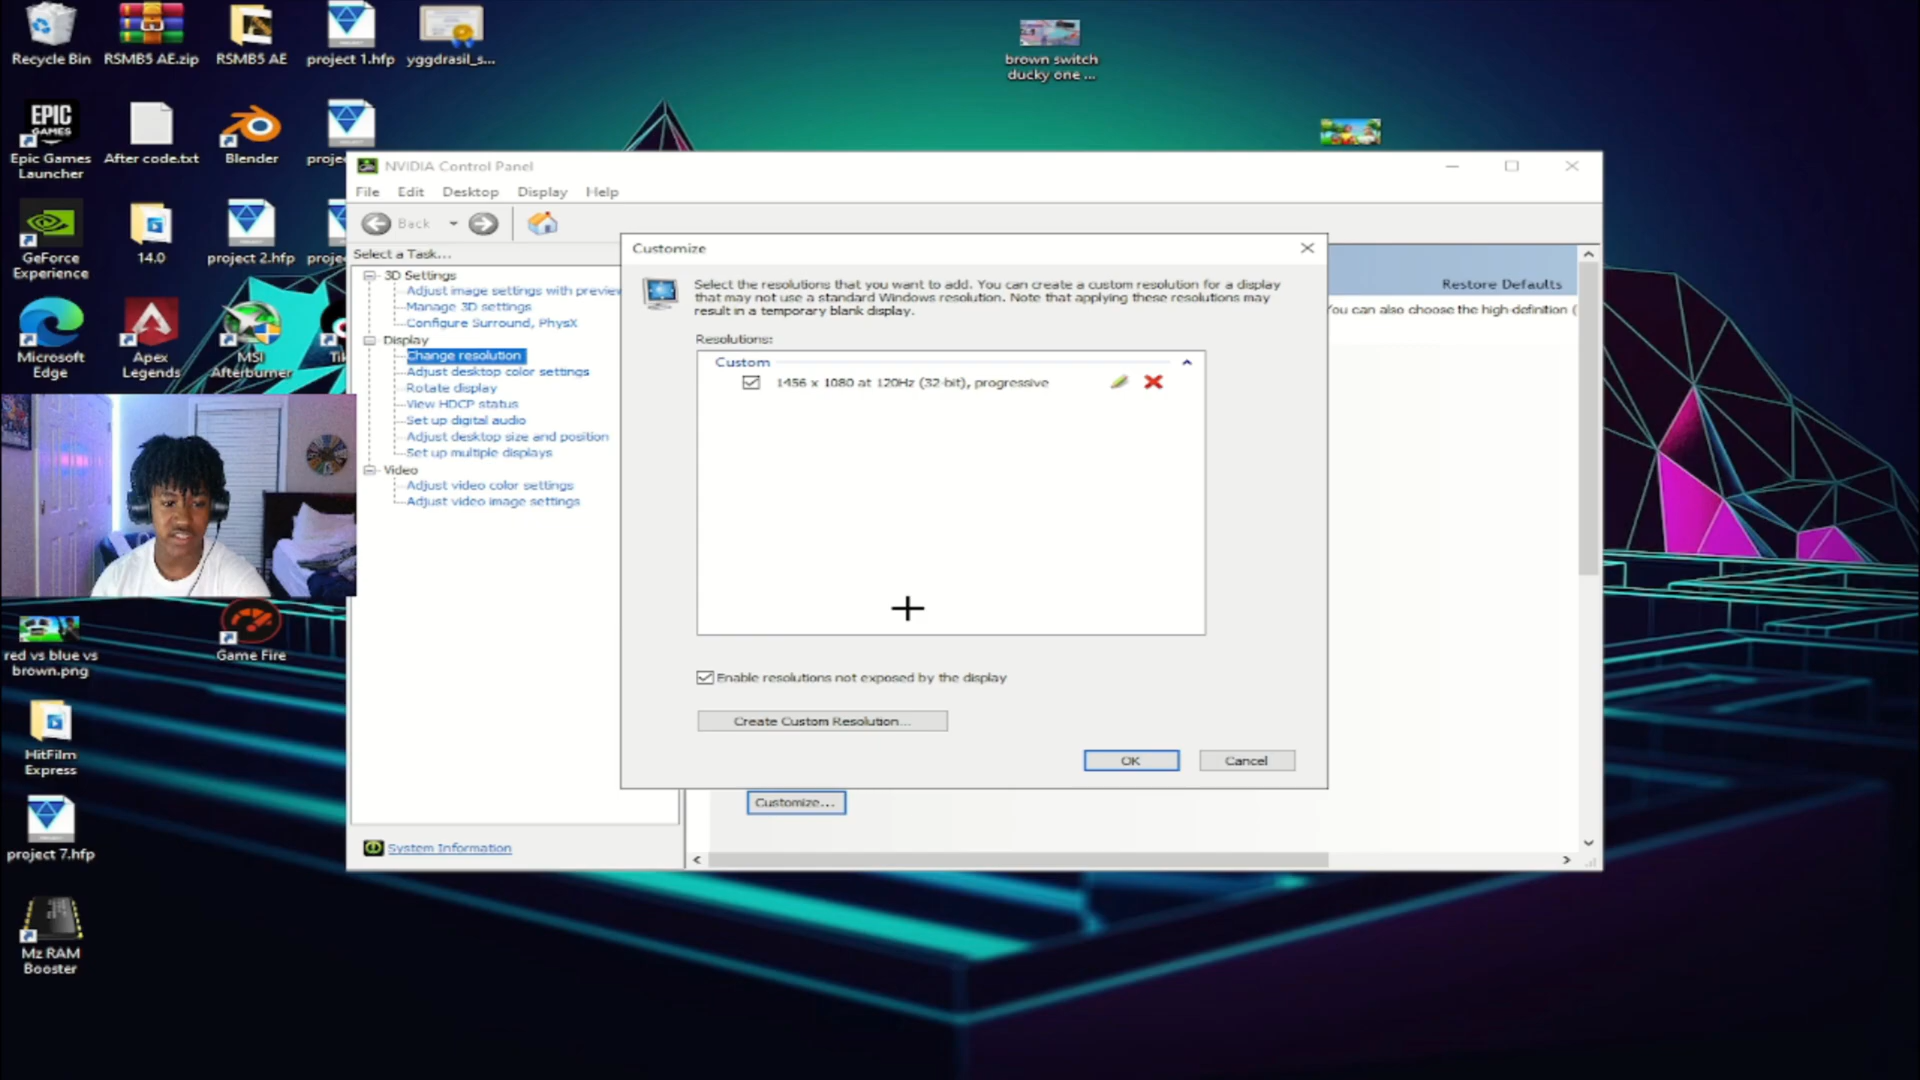 Recycle Bin
RSMB5 AE.zip
RSMB5 AE
project 1.hfp
yggdrasil_s...
brown switch
ducky one ...
EPIC
GAMES
Epic Games
Launcher
After code.txt
Blender
projec
GeForce
Experience
14.0
project 2.hfp
projec
Microsoft
Edge
Apex
Legends
MSI
Afterburner
Tik
red vs blue vs
brown.png
Game Fire
HitFilm
Express
project 7.hfp
Mz RAM
Booster
NVIDIA Control Panel
File
Edit
Desktop
Display
Help
Back
Select a Task...
3D Settings
Adjust image settings with preview
Manage 3D settings
Configure Surround, PhysX
Display
Change resolution
Adjust desktop color settings
Rotate display
View HDCP status
Set up digital audio
Adjust desktop size and position
Set up multiple displays
Video
Adjust video color settings
Adjust video image settings
System Information
Customize
Select the resolutions that you want to add. You can create a custom resolution for a display
that may not use a standard Windows resolution. Note that applying these resolutions may
result in a temporary blank display.
Resolutions:
Custom
1456 x 1080 at 120Hz (32-bit), progressive
Enable resolutions not exposed by the display
Create Custom Resolution...
OK
Cancel
Customize...
Restore Defaults
You can also choose the high-definition (